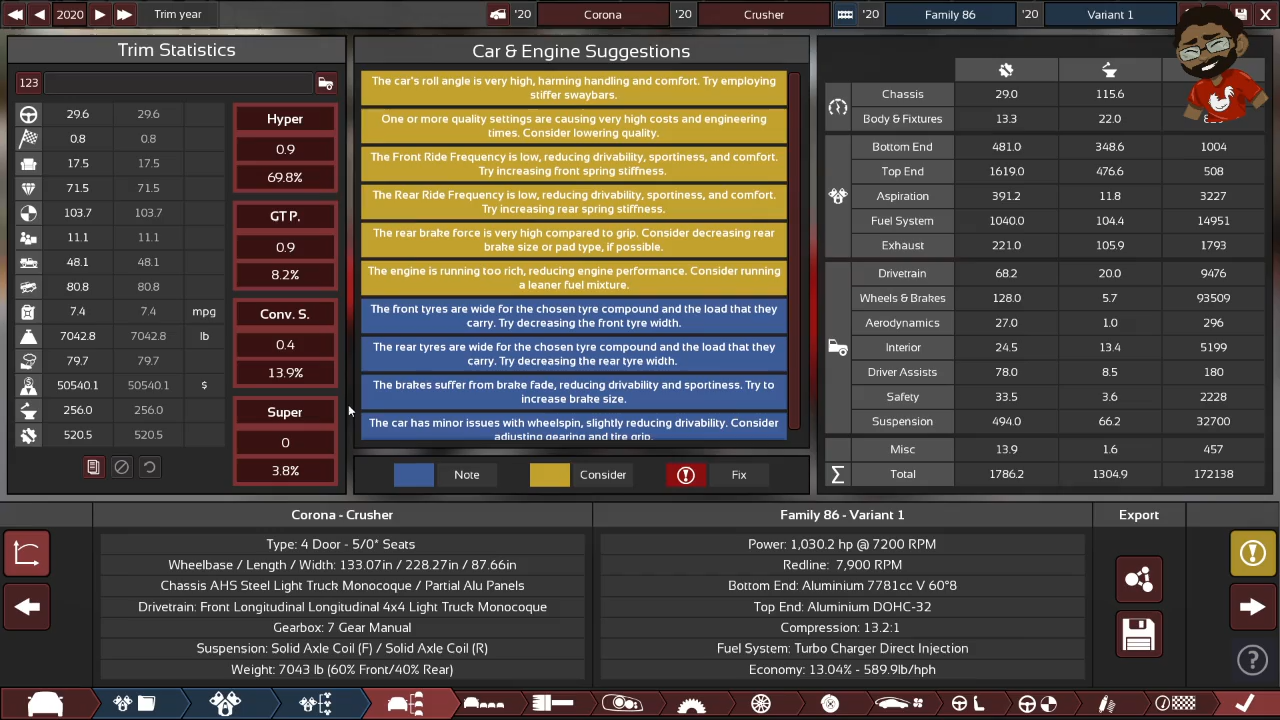 2020 Trim year '20 Corona '20 Crusher '20 Family 86 '20 Variant 1
Trim Statistics
123
29.6 29.6
0.8 0.8
17.5 17.5
71.5 71.5
103.7 103.7
11.1 11.1
48.1 48.1
80.8 80.8
7.4 7.4 mpg
7042.8 7042.8 lb
79.7 79.7
50540.1 50540.1 $
256.0 256.0
520.5 520.5
Hyper
0.9
69.8%
GT P.
0.9
8.2%
Conv. S.
0.4
13.9%
Super
0
3.8%
Car & Engine Suggestions
The car's roll angle is very high, harming handling and comfort. Try employing
stiffer swaybars.
One or more quality settings are causing very high costs and engineering
times. Consider lowering quality.
The Front Ride Frequency is low, reducing drivability, sportiness, and comfort.
Try increasing front spring stiffness.
The Rear Ride Frequency is low, reducing drivability, sportiness, and comfort.
Try increasing rear spring stiffness.
The rear brake force is very high compared to grip. Consider decreasing rear
brake size or pad type, if possible.
The engine is running too rich, reducing engine performance. Consider running
a leaner fuel mixture.
The front tyres are wide for the chosen tyre compound and the load that they
carry. Try decreasing the front tyre width.
The rear tyres are wide for the chosen tyre compound and the load that they
carry. Try decreasing the rear tyre width.
The brakes suffer from brake fade, reducing drivability and sportiness. Try to
increase brake size.
The car has minor issues with wheelspin, slightly reducing drivability. Consider
adjusting gearing and tire grip.
Note Consider Fix
Chassis 29.0 115.6
Body & Fixtures 13.3 22.0
Bottom End 481.0 348.6 1004
Top End 1619.0 476.6 508
Aspiration 391.2 11.8 3227
Fuel System 1040.0 104.4 14951
Exhaust 221.0 105.9 1793
Drivetrain 68.2 20.0 9476
Wheels & Brakes 128.0 5.7 93509
Aerodynamics 27.0 1.0 296
Interior 24.5 13.4 5199
Driver Assists 78.0 8.5 180
Safety 33.5 3.6 2228
Suspension 494.0 66.2 32700
Misc 13.9 1.6 457
Σ Total 1786.2 1304.9 172138
Corona - Crusher
Type: 4 Door - 5/0* Seats
Wheelbase / Length / Width: 133.07in / 228.27in / 87.66in
Chassis AHS Steel Light Truck Monocoque / Partial Alu Panels
Drivetrain: Front Longitudinal Longitudinal 4x4 Light Truck Monocoque
Gearbox: 7 Gear Manual
Suspension: Solid Axle Coil (F) / Solid Axle Coil (R)
Weight: 7043 lb (60% Front/40% Rear)
Family 86 - Variant 1
Power: 1,030.2 hp @ 7200 RPM
Redline: 7,900 RPM
Bottom End: Aluminium 7781cc V 60°8
Top End: Aluminium DOHC-32
Compression: 13.2:1
Fuel System: Turbo Charger Direct Injection
Economy: 13.04% - 589.9lb/hph
Export